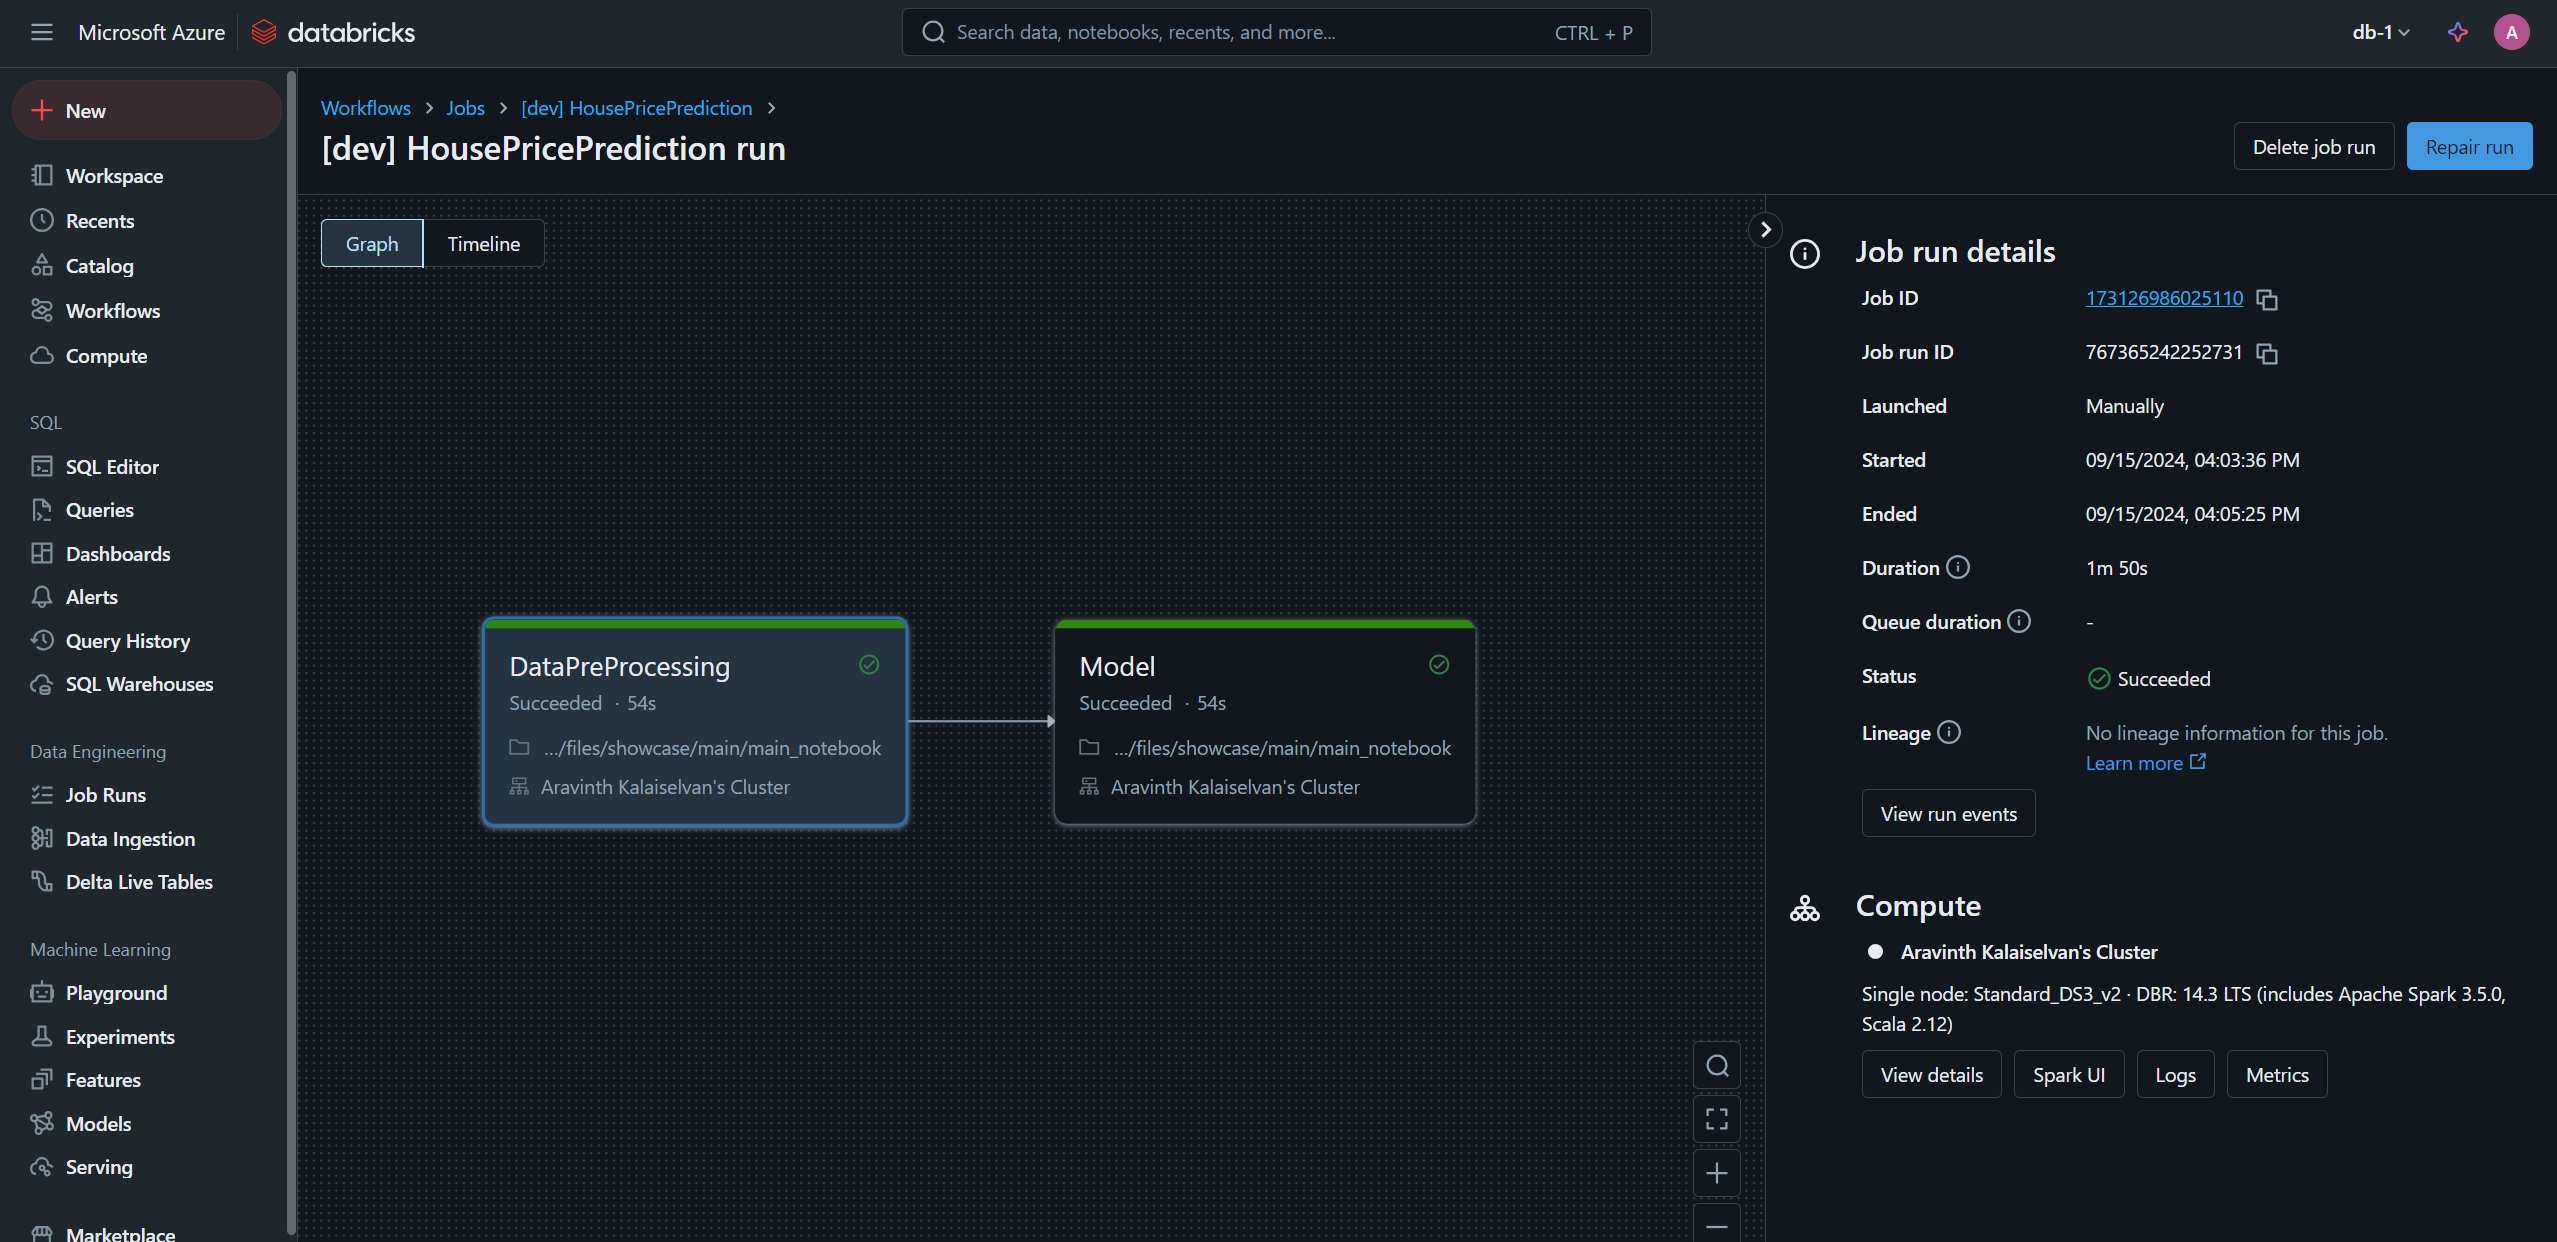 Microsoft Azure databricks
Search data, notebooks, recents, and more... CTRL + P
db-1
A
New
Workspace
Recents
Catalog
Workflows
Compute
SQL
SQL Editor
Queries
Dashboards
Alerts
Query History
SQL Warehouses
Data Engineering
Job Runs
Data Ingestion
Delta Live Tables
Machine Learning
Playground
Experiments
Features
Models
Serving
Marketplace
Workflows > Jobs > [dev] HousePricePrediction >
[dev] HousePricePrediction run
Delete job run
Repair run
Graph
Timeline
DataPreProcessing
Succeeded · 54s
.../files/showcase/main/main_notebook
Aravinth Kalaiselvan's Cluster
Model
Succeeded · 54s
.../files/showcase/main/main_notebook
Aravinth Kalaiselvan's Cluster
Job run details
Job ID 173126986025110
Job run ID 767365242252731
Launched Manually
Started 09/15/2024, 04:03:36 PM
Ended 09/15/2024, 04:05:25 PM
Duration 1m 50s
Queue duration -
Status Succeeded
Lineage No lineage information for this job.
Learn more
View run events
Compute
Aravinth Kalaiselvan's Cluster
Single node: Standard_DS3_v2 · DBR: 14.3 LTS (includes Apache Spark 3.5.0,
Scala 2.12)
View details
Spark UI
Logs
Metrics